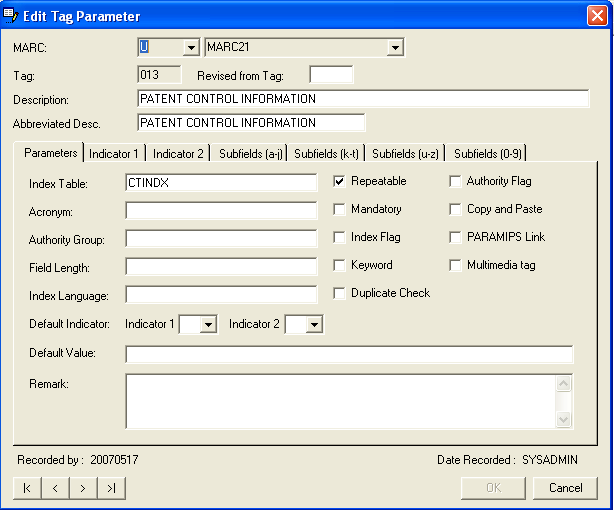 Edit Tag Parameter
MARC: U MARC21
Tag: 013 Revised from Tag:
Description: PATENT CONTROL INFORMATION
Abbreviated Desc. PATENT CONTROL INFORMATION
Parameters Indicator 1 Indicator 2 Subfields (a-j) Subfields (k-t) Subfields (u-z) Subfields (0-9)
Index Table: CTINDX Repeatable Authority Flag
Acronym: Mandatory Copy and Paste
Authority Group: Index Flag PARAMIPS Link
Field Length: Keyword Multimedia tag
Index Language: Duplicate Check
Default Indicator: Indicator 1 Indicator 2
Default Value:
Remark:
Recorded by : 20070517 Date Recorded : SYSADMIN
|< < > >| OK Cancel